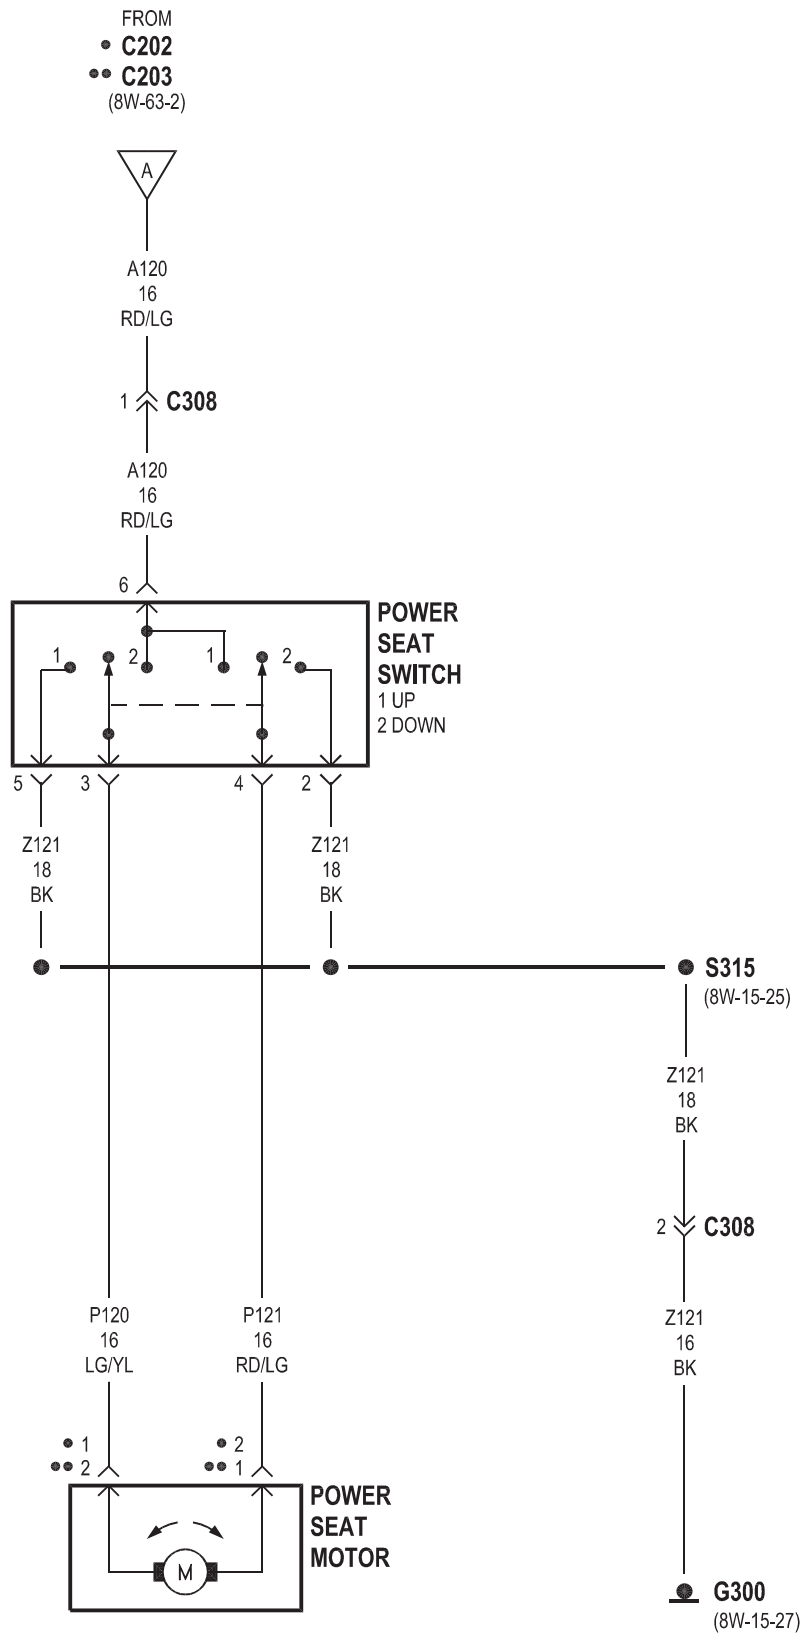 FROM
C202
C203
(8W-63-2)
A
A120
16
RD/LG
1 C308
A120
16
RD/LG
6
POWER
SEAT
SWITCH
1 UP
2 DOWN
1 2 1 2
5 3 4 2
Z121
18
BK
Z121
18
BK
S315
(8W-15-25)
Z121
18
BK
2 C308
Z121
16
BK
P120
16
LG/YL
P121
16
RD/LG
1 2
2 1
POWER
SEAT
MOTOR
M
G300
(8W-15-27)